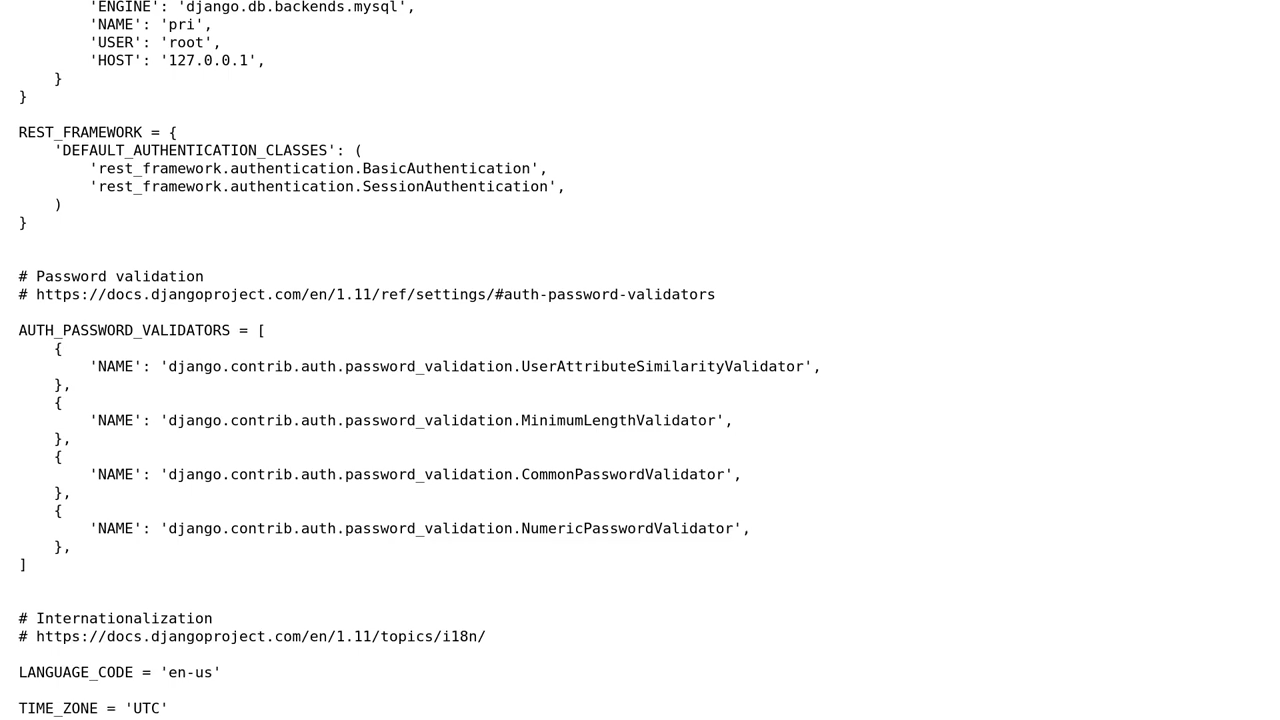 'ENGINE': 'django.db.backends.mysql',
        'NAME': 'pri',
        'USER': 'root',
        'HOST': '127.0.0.1',
    }
}

REST_FRAMEWORK = {
    'DEFAULT_AUTHENTICATION_CLASSES': (
        'rest_framework.authentication.BasicAuthentication',
        'rest_framework.authentication.SessionAuthentication',
    )
}


# Password validation
# https://docs.djangoproject.com/en/1.11/ref/settings/#auth-password-validators

AUTH_PASSWORD_VALIDATORS = [
    {
        'NAME': 'django.contrib.auth.password_validation.UserAttributeSimilarityValidator',
    },
    {
        'NAME': 'django.contrib.auth.password_validation.MinimumLengthValidator',
    },
    {
        'NAME': 'django.contrib.auth.password_validation.CommonPasswordValidator',
    },
    {
        'NAME': 'django.contrib.auth.password_validation.NumericPasswordValidator',
    },
]


# Internationalization
# https://docs.djangoproject.com/en/1.11/topics/i18n/

LANGUAGE_CODE = 'en-us'

TIME_ZONE = 'UTC'